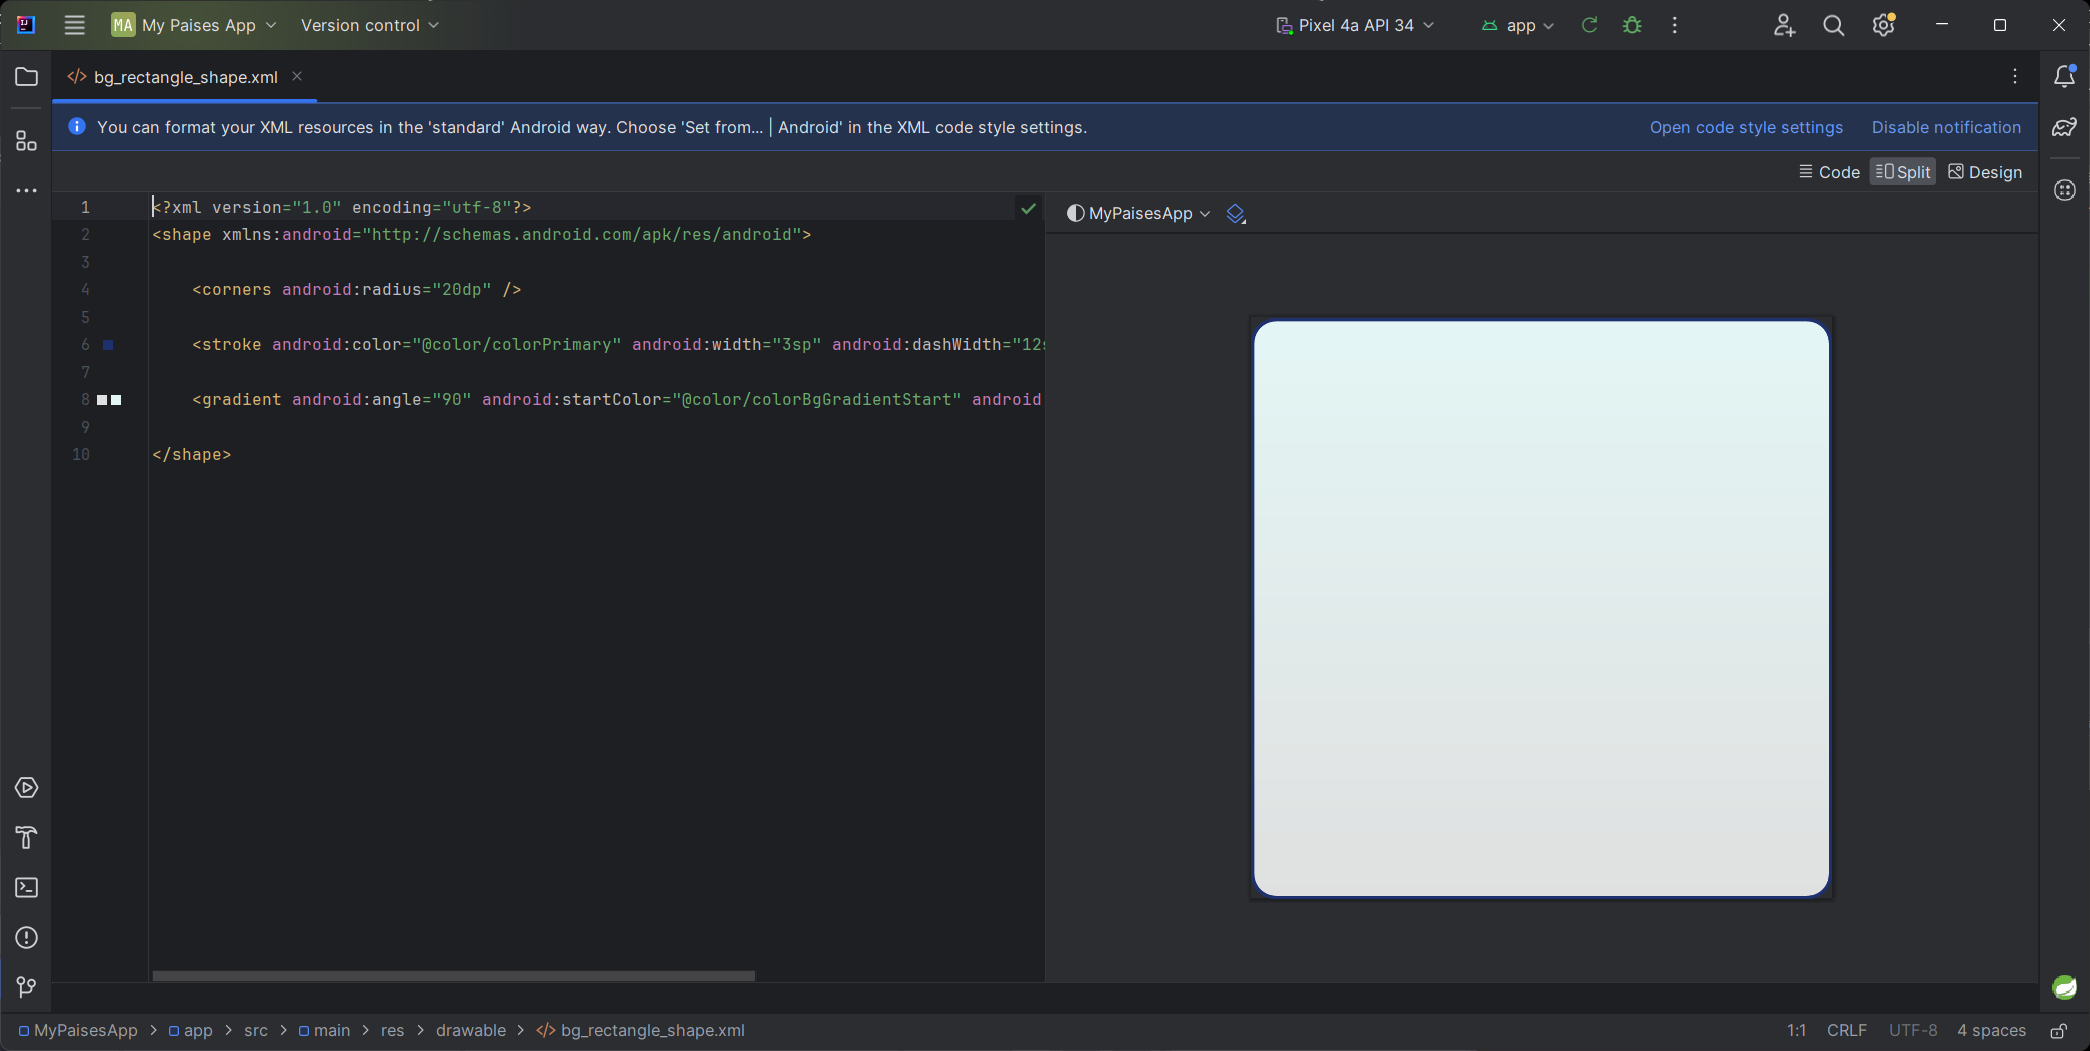 MA My Paises App Version control Pixel 4a API 34 app
</> bg_rectangle_shape.xml
You can format your XML resources in the 'standard' Android way. Choose 'Set from... | Android' in the XML code style settings. Open code style settings Disable notification
Code Split Design
MyPaisesApp
1 <?xml version="1.0" encoding="utf-8"?>
2 <shape xmlns:android="http://schemas.android.com/apk/res/android">
3
4 <corners android:radius="20dp" />
5
6 <stroke android:color="@color/colorPrimary" android:width="3sp" android:dashWidth="12s
7
8 <gradient android:angle="90" android:startColor="@color/colorBgGradientStart" android
9
10 </shape>
MyPaisesApp > app > src > main > res > drawable > </> bg_rectangle_shape.xml 1:1 CRLF UTF-8 4 spaces